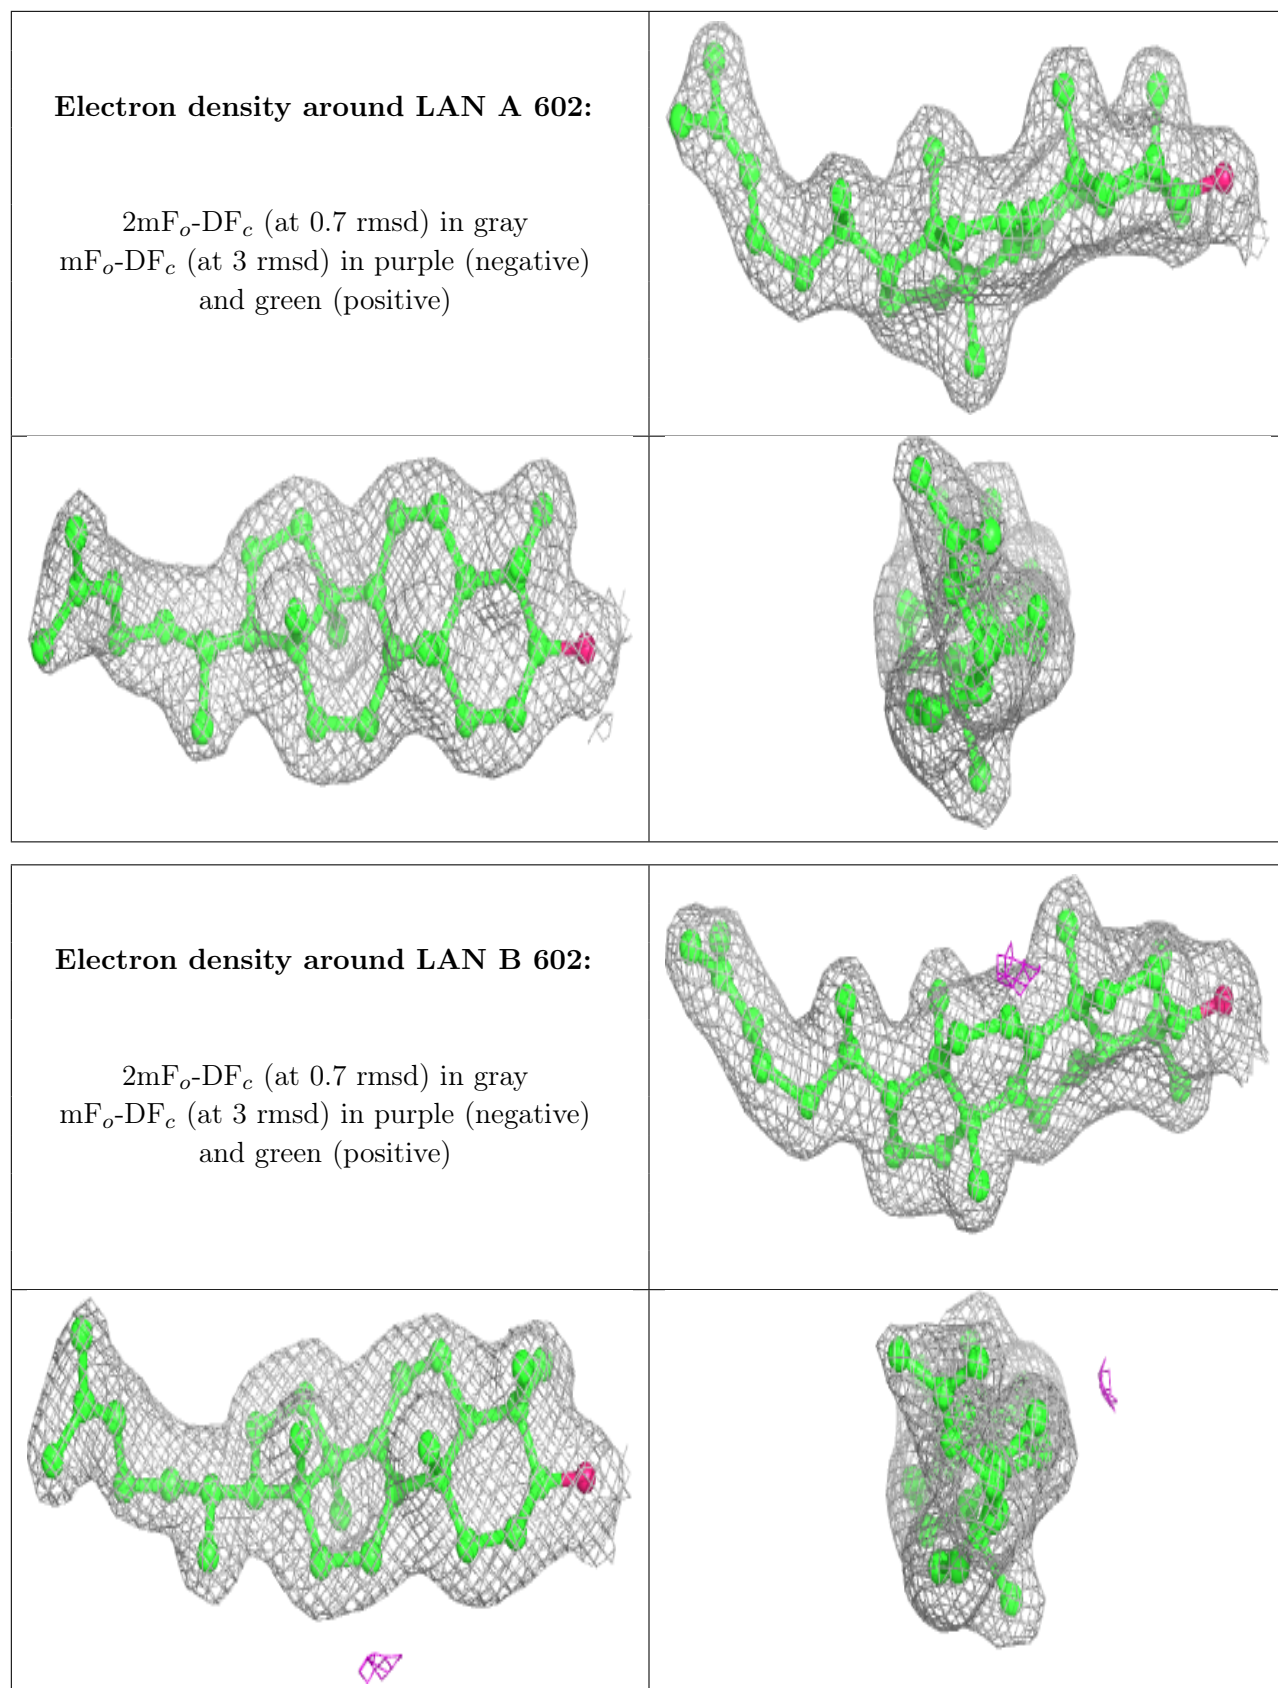 Electron density around LAN A 602:
2mFo-DFc (at 0.7 rmsd) in gray
mFo-DFc (at 3 rmsd) in purple (negative)
and green (positive)
Electron density around LAN B 602:
2mFo-DFc (at 0.7 rmsd) in gray
mFo-DFc (at 3 rmsd) in purple (negative)
and green (positive)